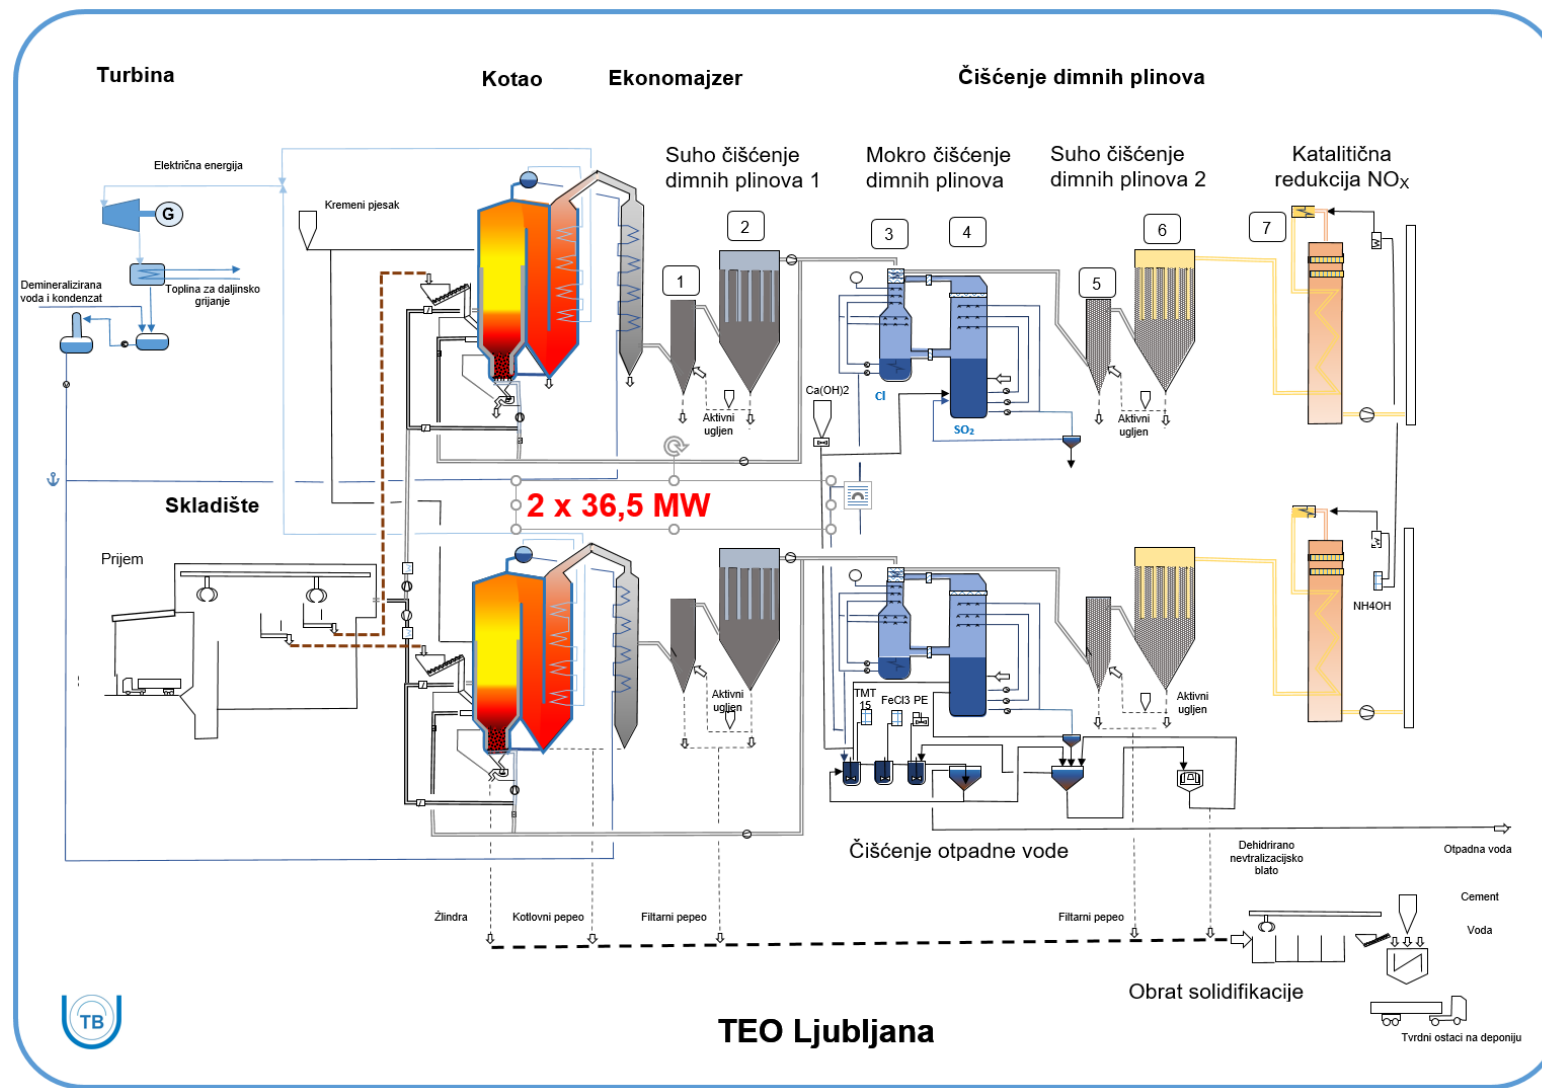 Turbina
Kotao
Ekonomajzer
Čišćenje dimnih plinova
Suho čišćenje
dimnih plinova 1
Mokro čišćenje
dimnih plinova
Suho čišćenje
dimnih plinova 2
Katalitična
redukcija NOX
Električna energija
G
Kremeni pjesak
1
2
3
4
5
6
7
Demineralizirana
voda i kondenzat
Toplina za daljinsko
grijanje
Ca(OH)2
Cl
SO₂
Aktivni
ugljen
Aktivni
ugljen
2 x 36,5 MW
Skladište
Prijem
NH4OH
Aktivni
ugljen
TMT
15
FeCl3 PE
Aktivni
ugljen
Čišćenje otpadne vode
Dehidrirano
nevtralizacijsko
blato
Otpadna voda
Žlindra
Kotlovni pepeo
Filtarni pepeo
Filtarni pepeo
Cement
Voda
Obrat solidifikacije
Tvrdni ostaci na deponiju
TB
TEO Ljubljana